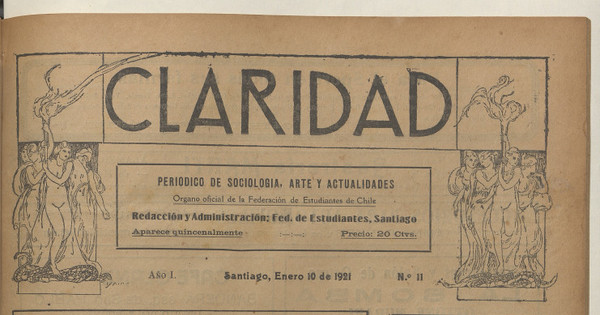 CLARIDAD
PERIODICO DE SOCIOLOGIA, ARTE Y ACTUALIDADES
Organo oficial de la Federación de Estudiantes de Chile
Redacción y Administración; Fed. de Estudiantes, Santiago
Aparece quincenalmente :-—:-: Precio: 20 Ctvs.
Año I. Santiago, Enero 10 de 1921 N.º 11